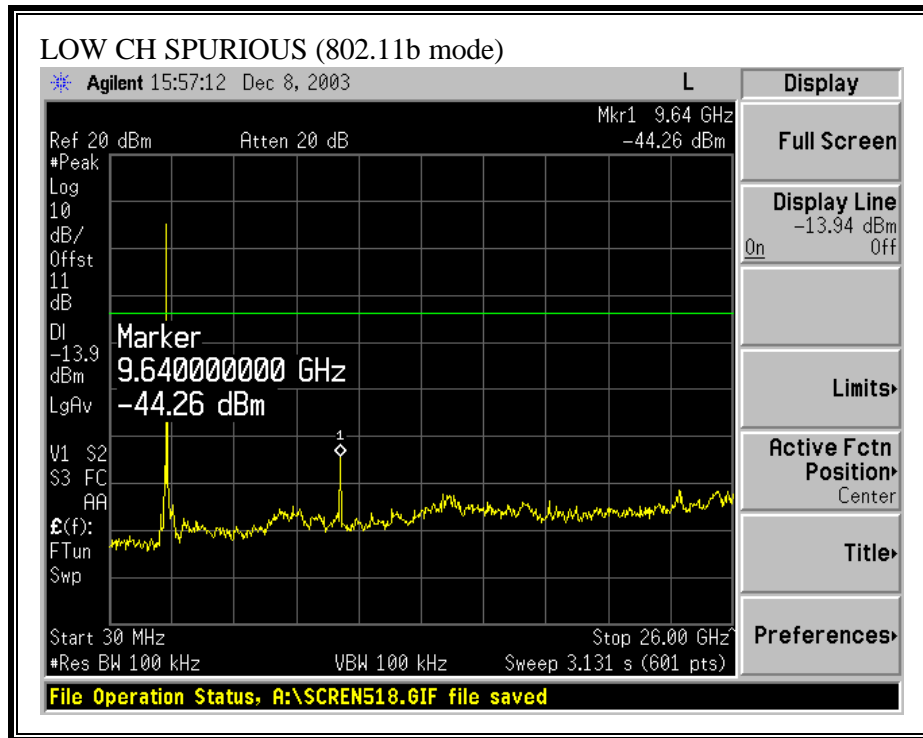 LOW CH SPURIOUS (802.11b mode)
Agilent 15:57:12 Dec 8, 2003 L
Display
Mkr1 9.64 GHz
Ref 20 dBm Atten 20 dB -44.26 dBm
Full Screen
#Peak
Log
10
dB/
Offst
11
dB
Display Line
-13.94 dBm
On Off
DI
-13.9
dBm
LgAv
Marker
9.640000000 GHz
-44.26 dBm
Limits
1
V1 S2
S3 FC
AA
£(f):
FTun
Swp
Active Fctn
Position
Center
Title
Start 30 MHz Stop 26.00 GHz^
#Res BW 100 kHz VBW 100 kHz Sweep 3.131 s (601 pts)
Preferences
File Operation Status, A:\SCREN518.GIF file saved